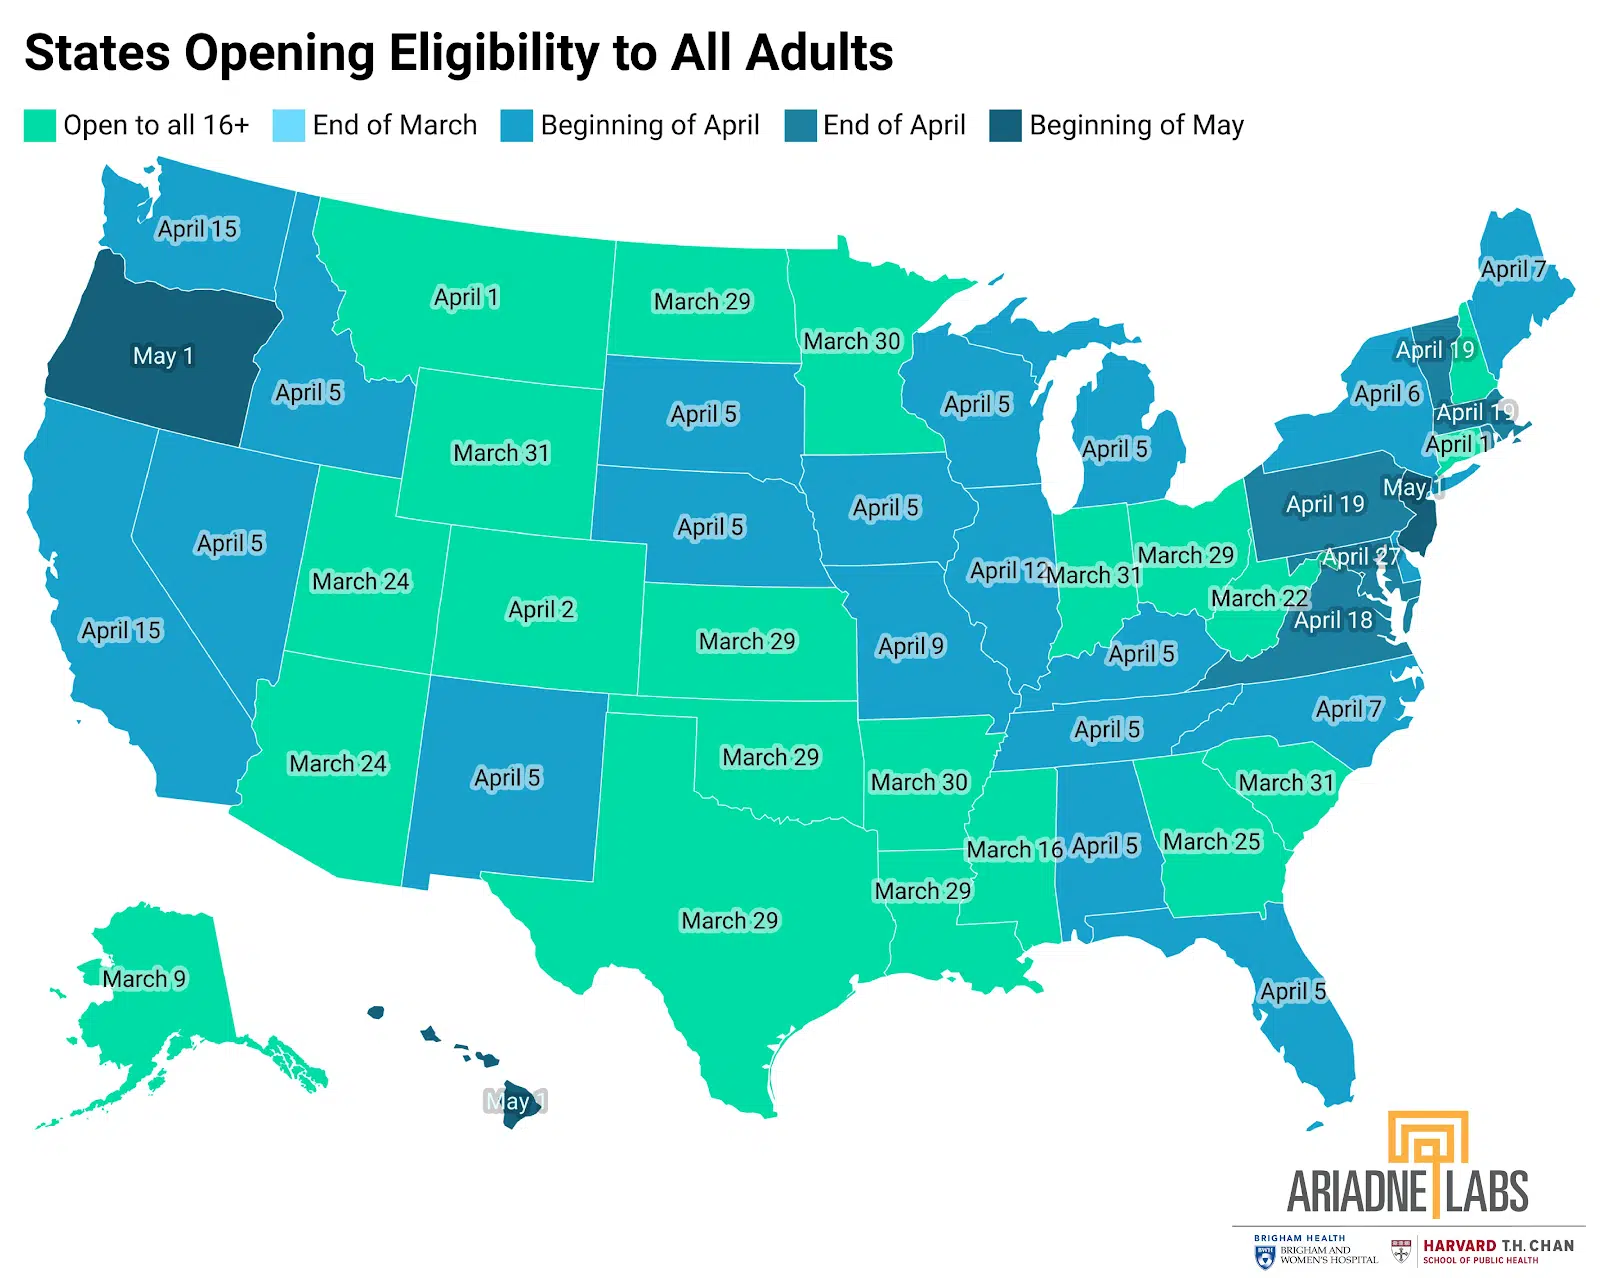 States Opening Eligibility to All Adults
Open to all 16+
End of March
Beginning of April
End of April
Beginning of May
April 15
April 1
March 29
March 30
April 7
May 1
April 5
March 31
April 5
April 5
April 5
April 6
April 19
April 19
April 1
April 15
April 5
March 24
April 2
April 5
April 5
April 12
March 31
March 29
April 19
May 1
April 27
March 22
April 18
March 29
April 9
April 5
April 7
March 24
April 5
March 29
March 30
April 5
March 31
March 16
April 5
March 25
March 29
March 29
April 5
March 9
May 1
ARIADNE LABS
BRIGHAM HEALTH
BWH
BRIGHAM AND
WOMEN'S HOSPITAL
HARVARD T.H. CHAN
SCHOOL OF PUBLIC HEALTH